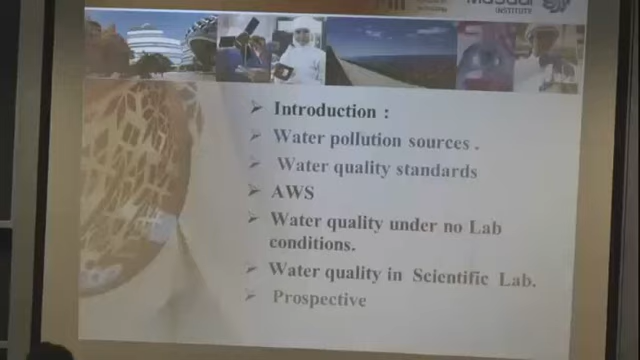 INSTITUTE
➢ Introduction :
➢ Water pollution sources .
➢ Water quality standards
➢ AWS
➢ Water quality under no Lab
conditions.
➢ Water quality in Scientific Lab.
➢ Prospective